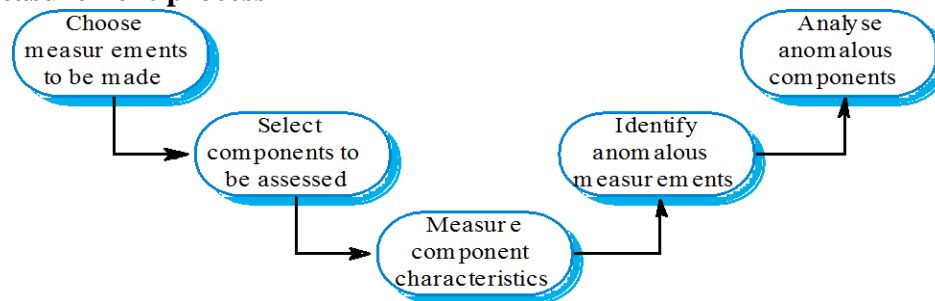 Choose
measurements
to be made
Select
components to
be assessed
Measure
component
characteristics
Identify
anomalous
measurements
Analyse
anomalous
components